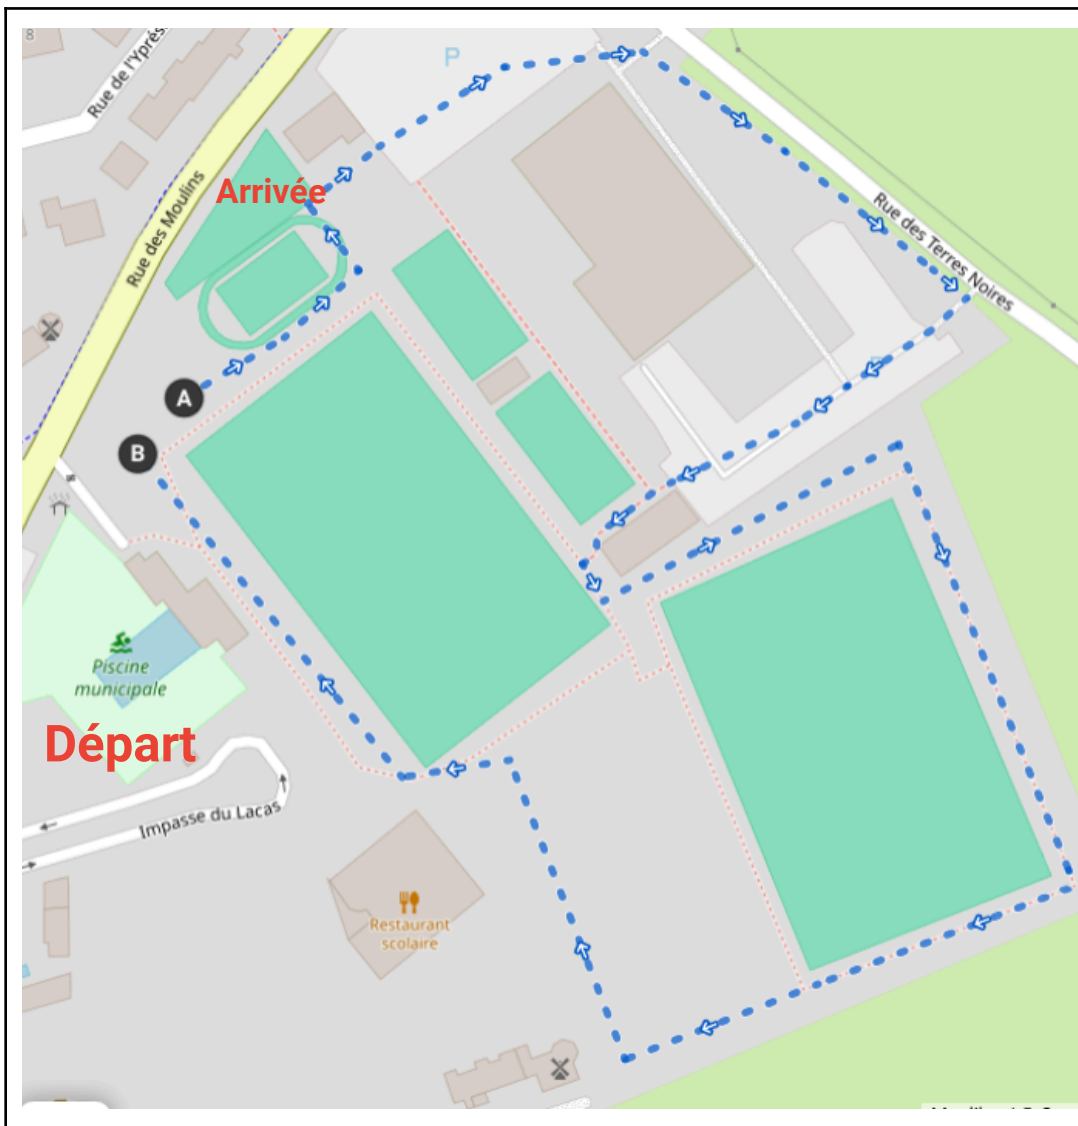 8
Rue de l'Yprés
P
Arrivée
Rue des Moulins
Rue des Terres Noires
A
B
Piscine
municipale
Départ
Impasse du Lacas
Restaurant
scolaire